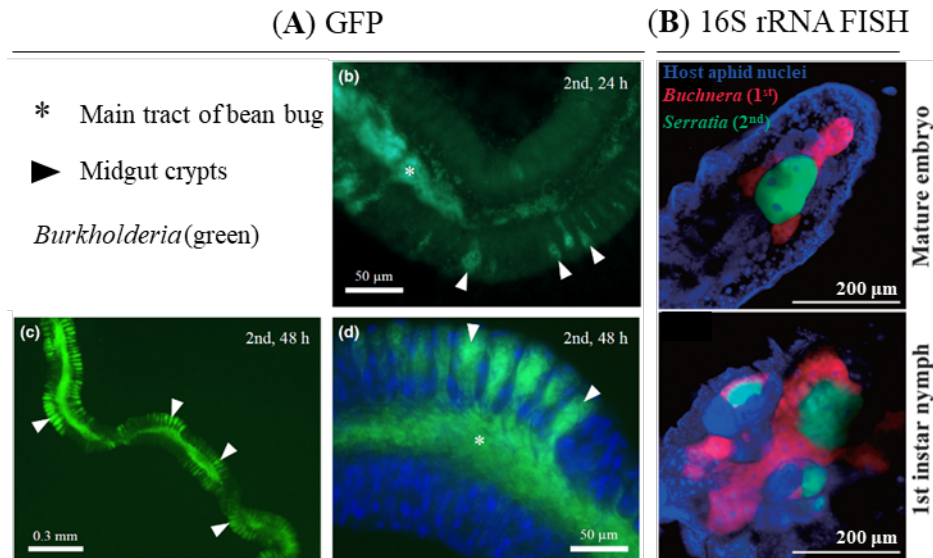 (A) GFP
(B) 16S rRNA FISH
* Main tract of bean bug
Midgut crypts
Burkholderia (green)
(b)
2nd, 24 h
*
50 µm
(c)
2nd, 48 h
0.3 mm
(d)
2nd, 48 h
*
50 µm
Host aphid nuclei
Buchnera (1st)
Serratia (2nd)
200 µm
Mature embryo
200 µm
1st instar nymph